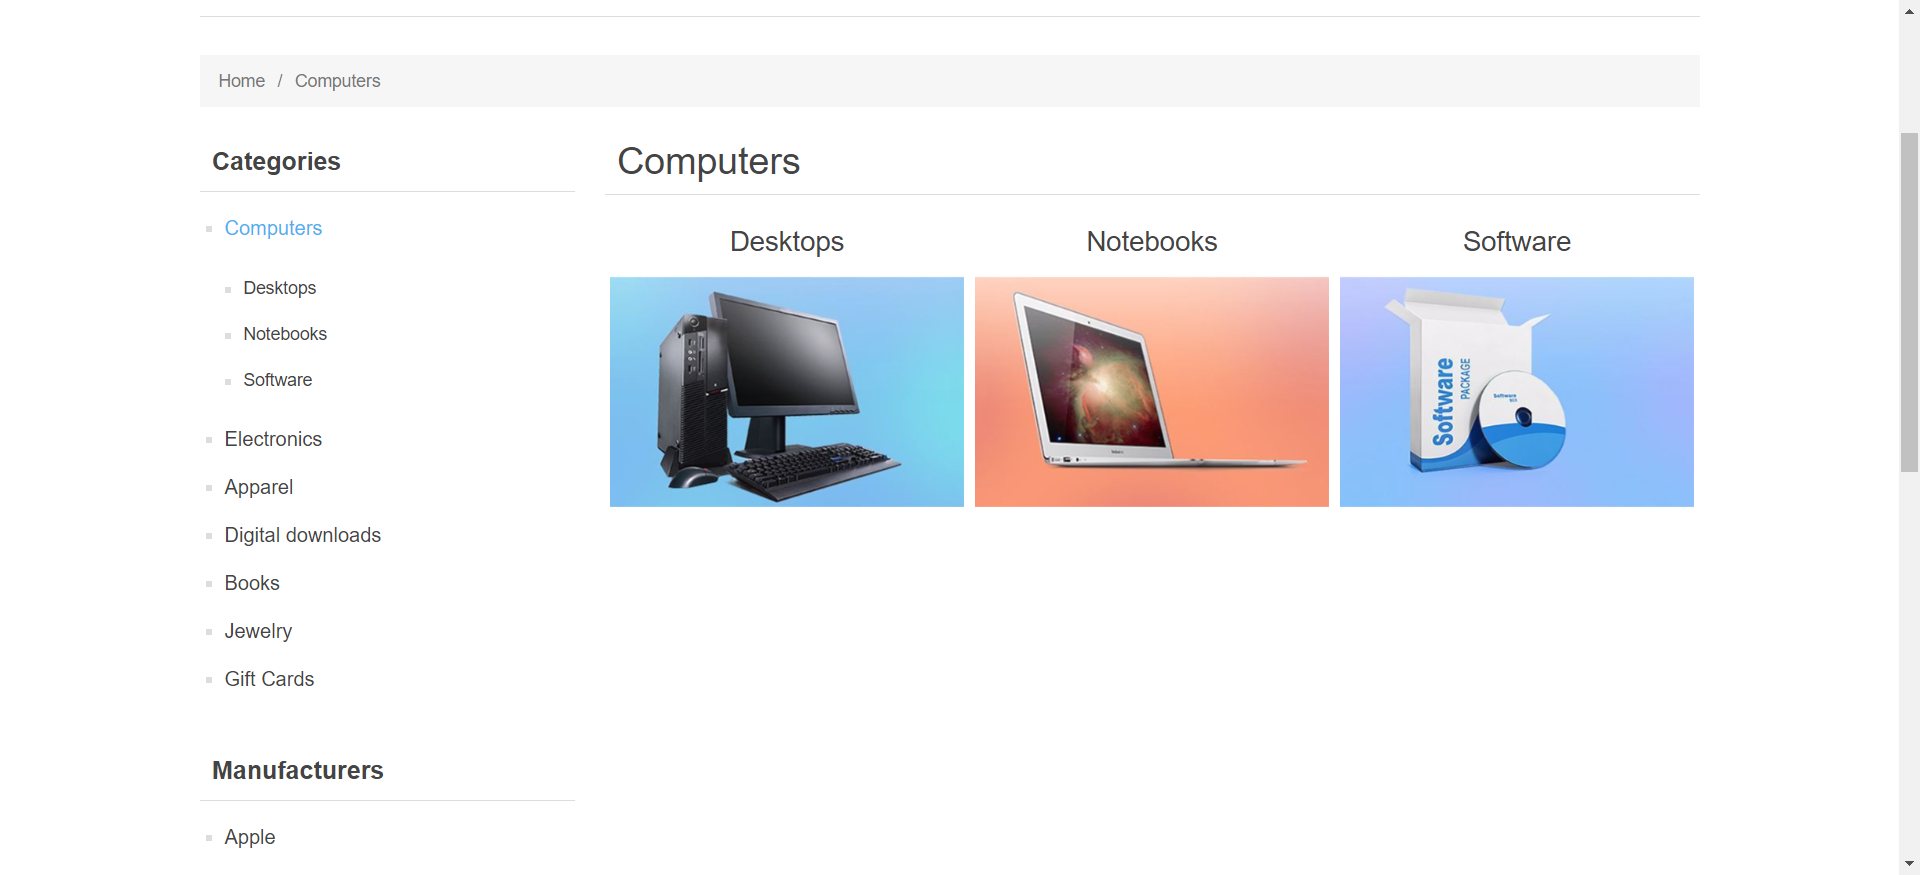 Home / Computers
Categories
Computers
Desktops
Notebooks
Software
Electronics
Apparel
Digital downloads
Books
Jewelry
Gift Cards
Manufacturers
Apple
Computers
Desktops
Notebooks
Software
Software
PACKAGE
Software